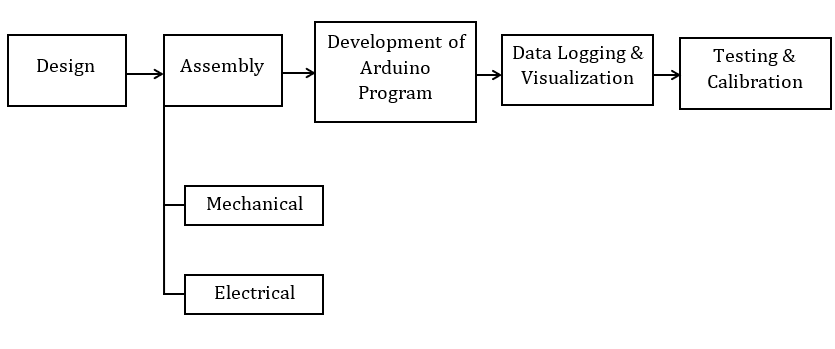 Design
Assembly
Development of
Arduino
Program
Data Logging &
Visualization
Testing &
Calibration
Mechanical
Electrical